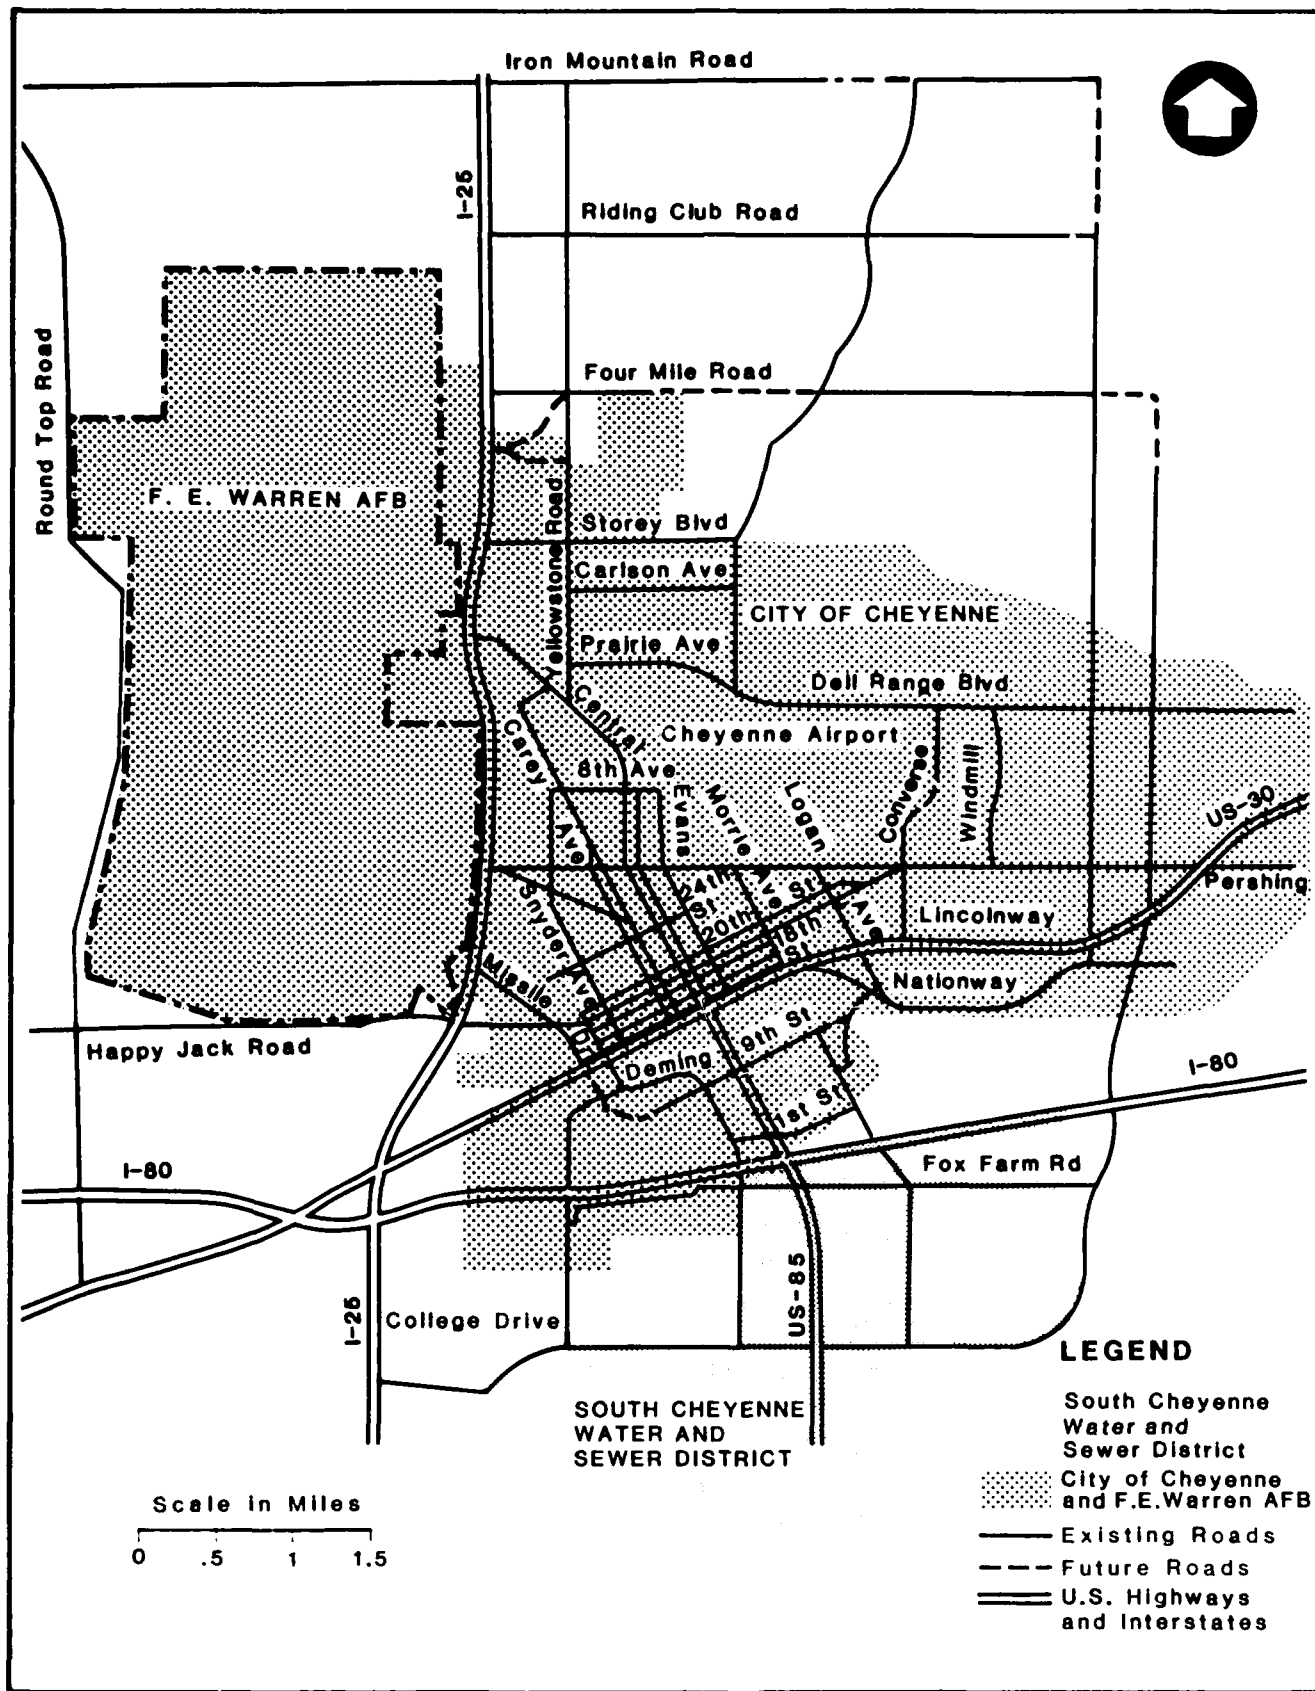 Iron Mountain Road
I-25
Riding Club Road
Round Top Road
Four Mile Road
F. E. WARREN AFB
Yellowstone Road
Storey Blvd
Carlson Ave
CITY OF CHEYENNE
Prairie Ave
Dell Range Blvd
Central
Carey
Ave
Cheyenne Airport
8th Ave
Evans
Morrie Ave
Logan
Ave
Converse
Windmill
US-30
Pershing
24th
St
20th St
18th
St
Snyder Ave
Lincolnway
Missile
Dr
Nationway
Happy Jack Road
Deming
9th St
1st St
I-80
I-80
Fox Farm Rd
I-25
College Drive
US-85
SOUTH CHEYENNE
WATER AND
SEWER DISTRICT
LEGEND
South Cheyenne
Water and
Sewer District
City of Cheyenne
and F.E.Warren AFB
Existing Roads
Future Roads
U.S. Highways
and Interstates
Scale in Miles
0 .5 1 1.5